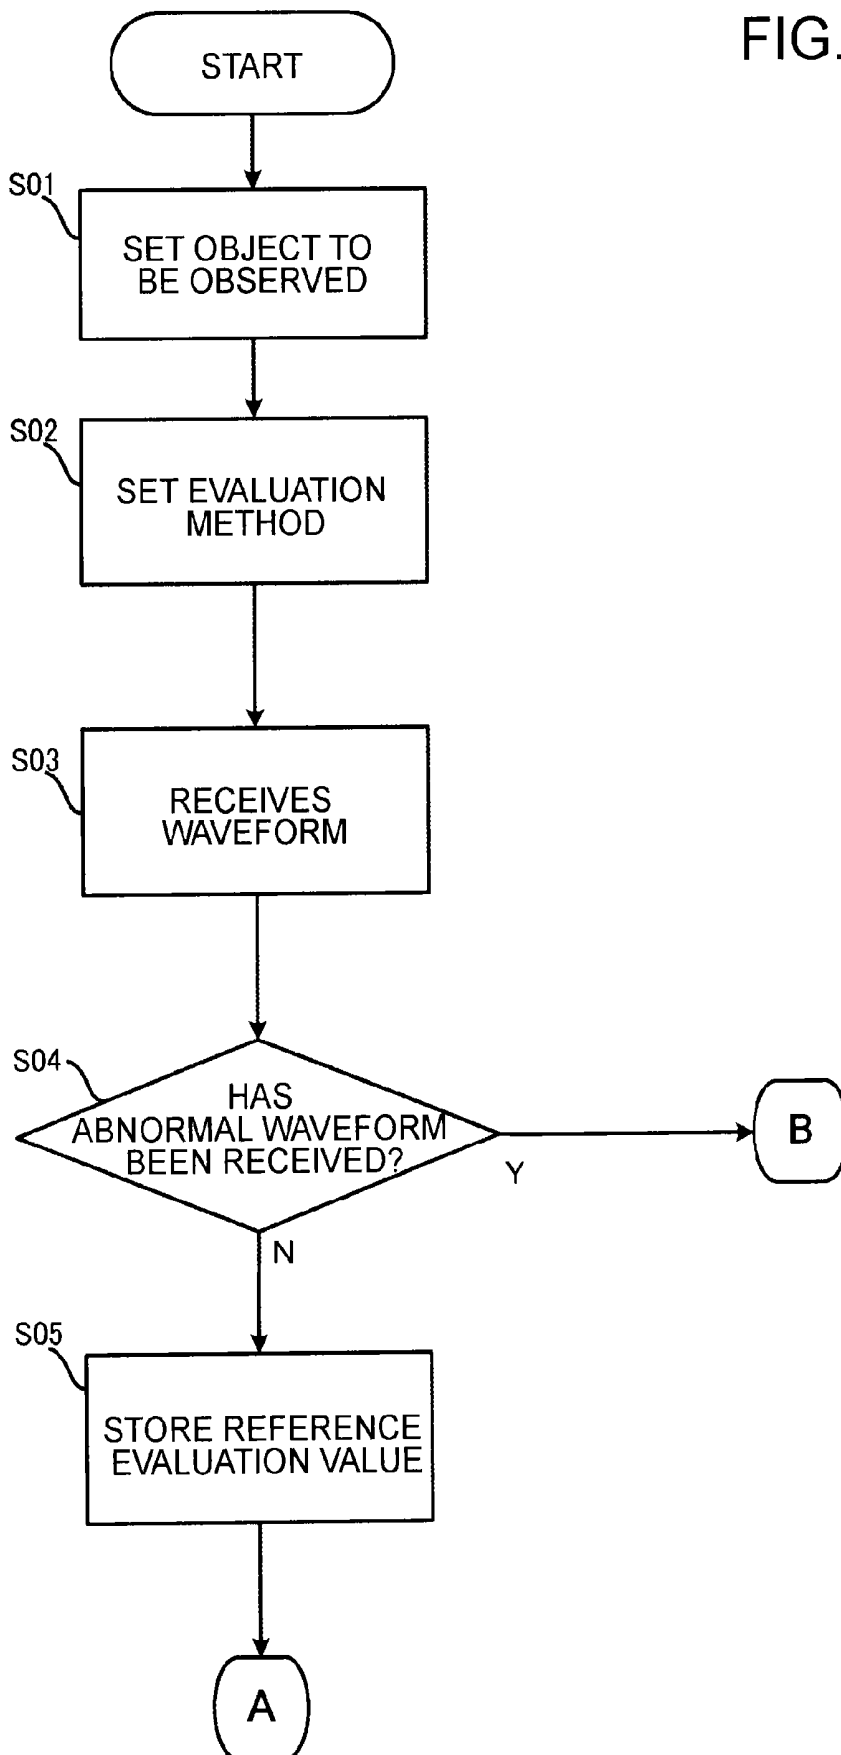 FIG.
START
S01
SET OBJECT TO
BE OBSERVED
S02
SET EVALUATION
METHOD
S03
RECEIVES
WAVEFORM
S04
HAS
ABNORMAL WAVEFORM
BEEN RECEIVED?
Y
B
N
S05
STORE REFERENCE
EVALUATION VALUE
A